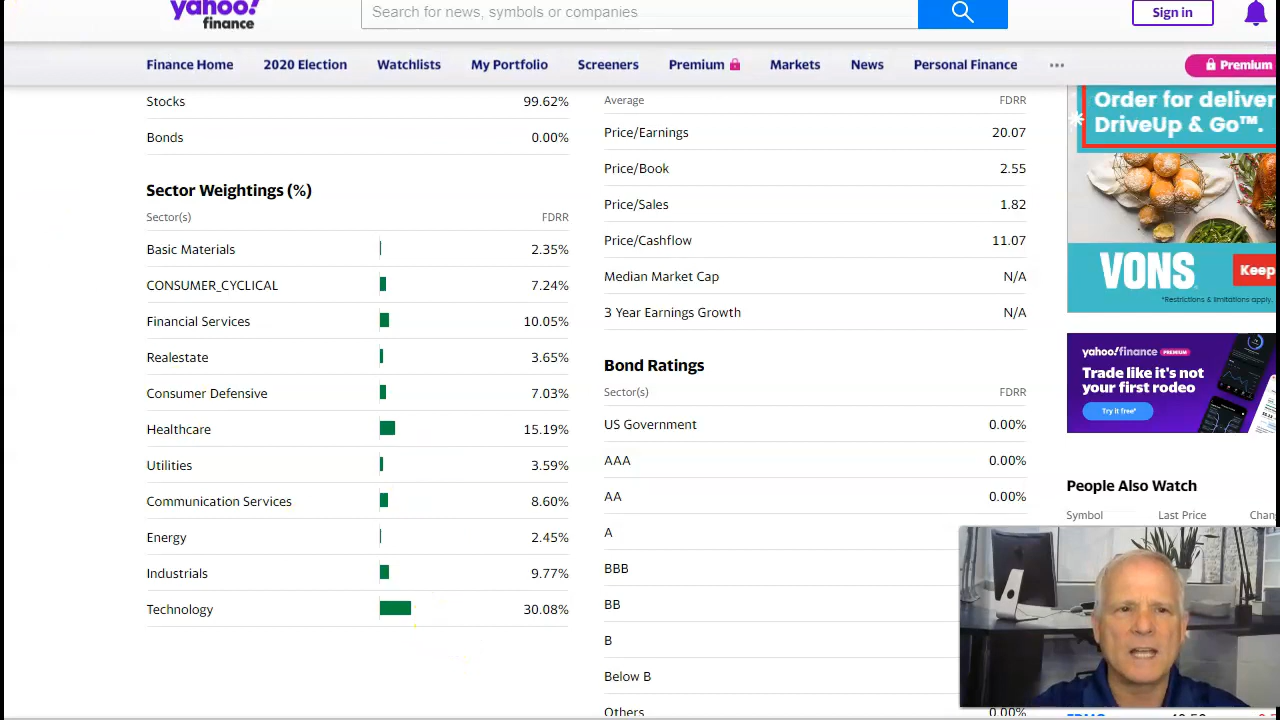 yahoo!
finance
Search for news, symbols or companies
Sign in
Finance Home 2020 Election Watchlists My Portfolio Screeners Premium Markets News Personal Finance ... Premium
Stocks 99.62%
Bonds 0.00%
Sector Weightings (%)
Sector(s) FDRR
Basic Materials 2.35%
CONSUMER_CYCLICAL 7.24%
Financial Services 10.05%
Realestate 3.65%
Consumer Defensive 7.03%
Healthcare 15.19%
Utilities 3.59%
Communication Services 8.60%
Energy 2.45%
Industrials 9.77%
Technology 30.08%
Average FDRR
Price/Earnings 20.07
Price/Book 2.55
Price/Sales 1.82
Price/Cashflow 11.07
Median Market Cap N/A
3 Year Earnings Growth N/A
Bond Ratings
Sector(s) FDRR
US Government 0.00%
AAA 0.00%
AA 0.00%
A
BBB
BB
B
Below B
Others 0.00%
Order for deliver
DriveUp & Go™.
VONS
Keep
*Restrictions & limitations apply.
yahoo!finance PREMIUM
Trade like it's not
your first rodeo
Try it free*
People Also Watch
Symbol Last Price Chan